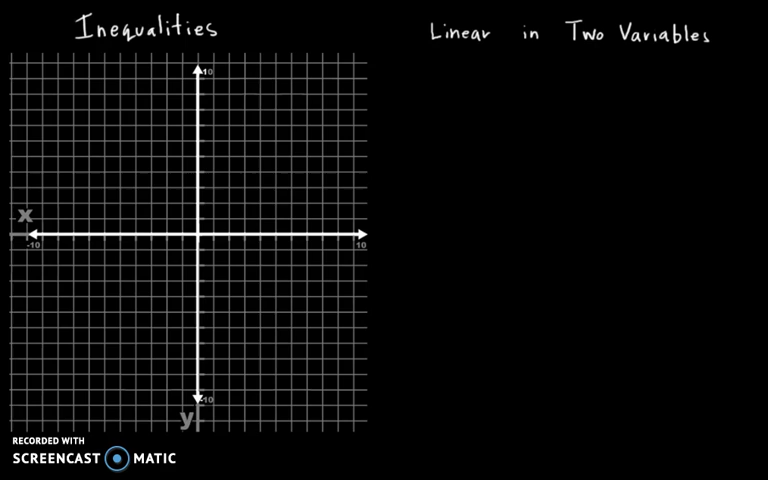 Inequalities
Linear in Two Variables
10
x
-10
10
-10
y
RECORDED WITH
SCREENCAST MATIC